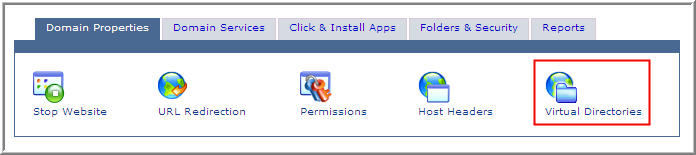 Domain Properties Domain Services Click & Install Apps Folders & Security Reports
Stop Website URL Redirection Permissions Host Headers Virtual Directories